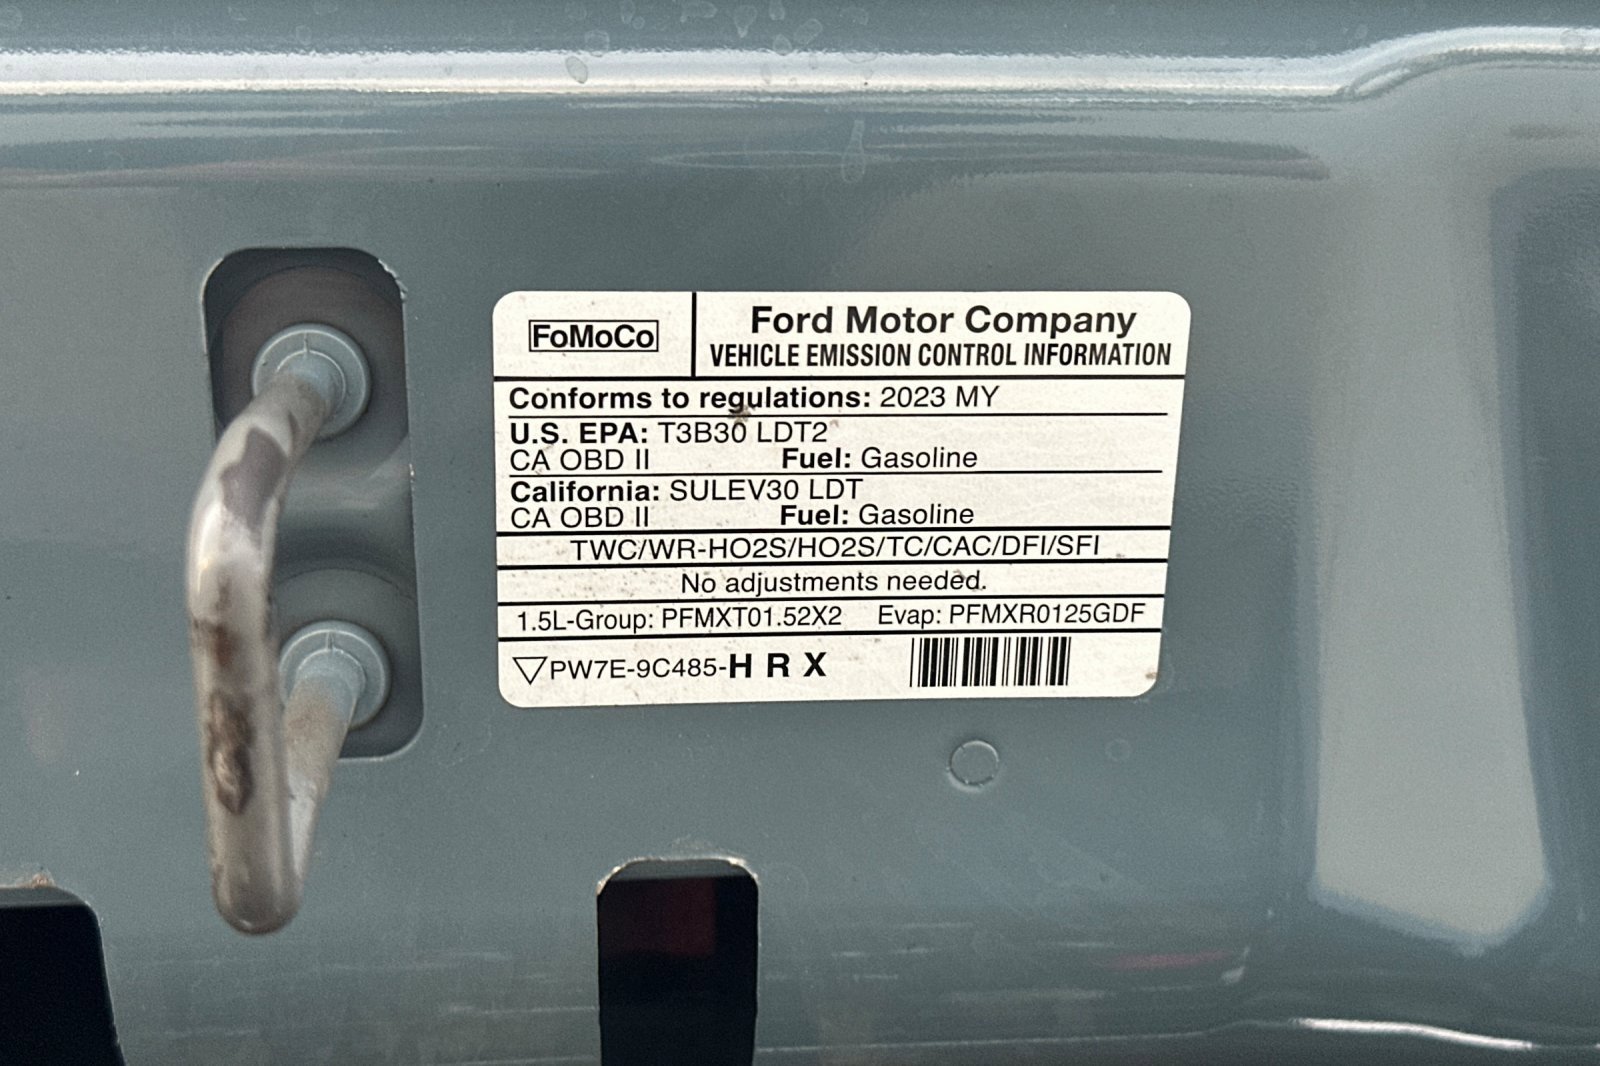 FoMoCo
Ford Motor Company
VEHICLE EMISSION CONTROL INFORMATION
Conforms to regulations: 2023 MY
U.S. EPA: T3B30 LDT2
CA OBD II Fuel: Gasoline
California: SULEV30 LDT
CA OBD II Fuel: Gasoline
TWC/WR-HO2S/HO2S/TC/CAC/DFI/SFI
No adjustments needed.
1.5L-Group: PFMXT01.52X2 Evap: PFMXR0125GDF
PW7E-9C485-H R X